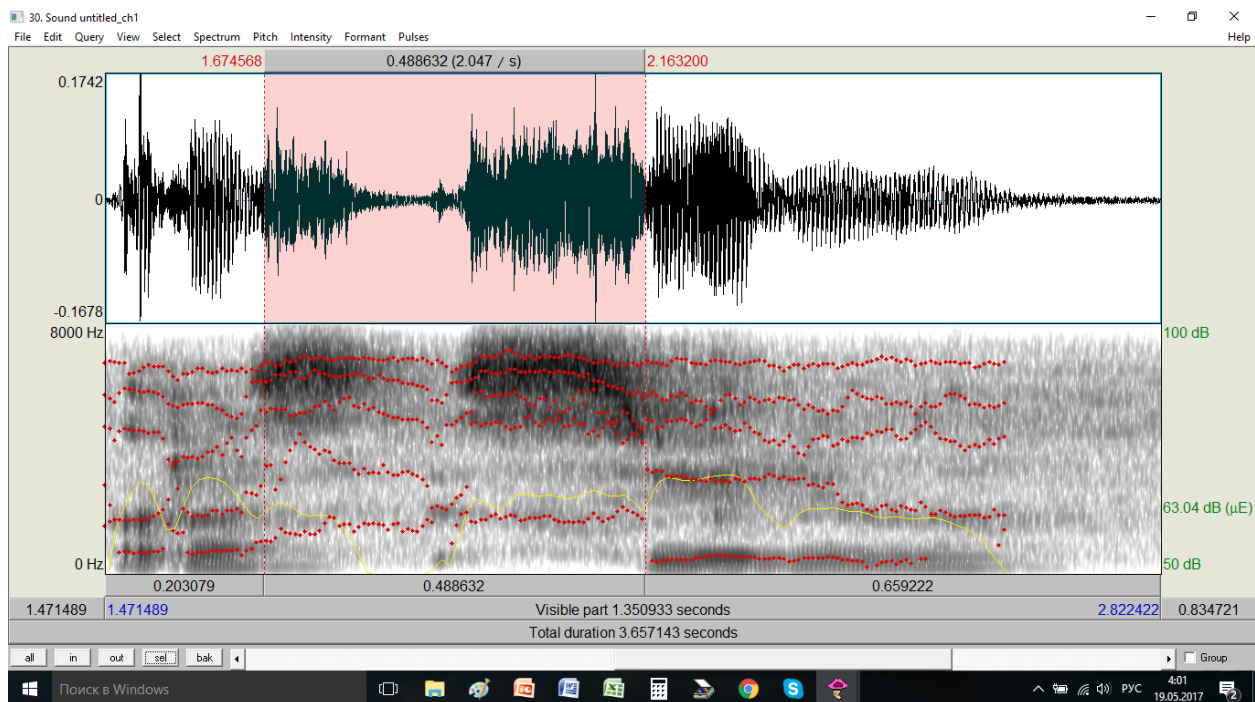 30. Sound untitled_ch1
File Edit Query View Select Spectrum Pitch Intensity Formant Pulses Help
1.674568 0.488632 (2.047 / s) 2.163200
0.1742
0
-0.1678
8000 Hz 100 dB
63.04 dB (µE)
0 Hz 50 dB
0.203079 0.488632 0.659222
1.471489 1.471489 Visible part 1.350933 seconds 2.822422 0.834721
Total duration 3.657143 seconds
all in out sel bak Group
Поиск в Windows РУС 4:01
19.05.2017 2